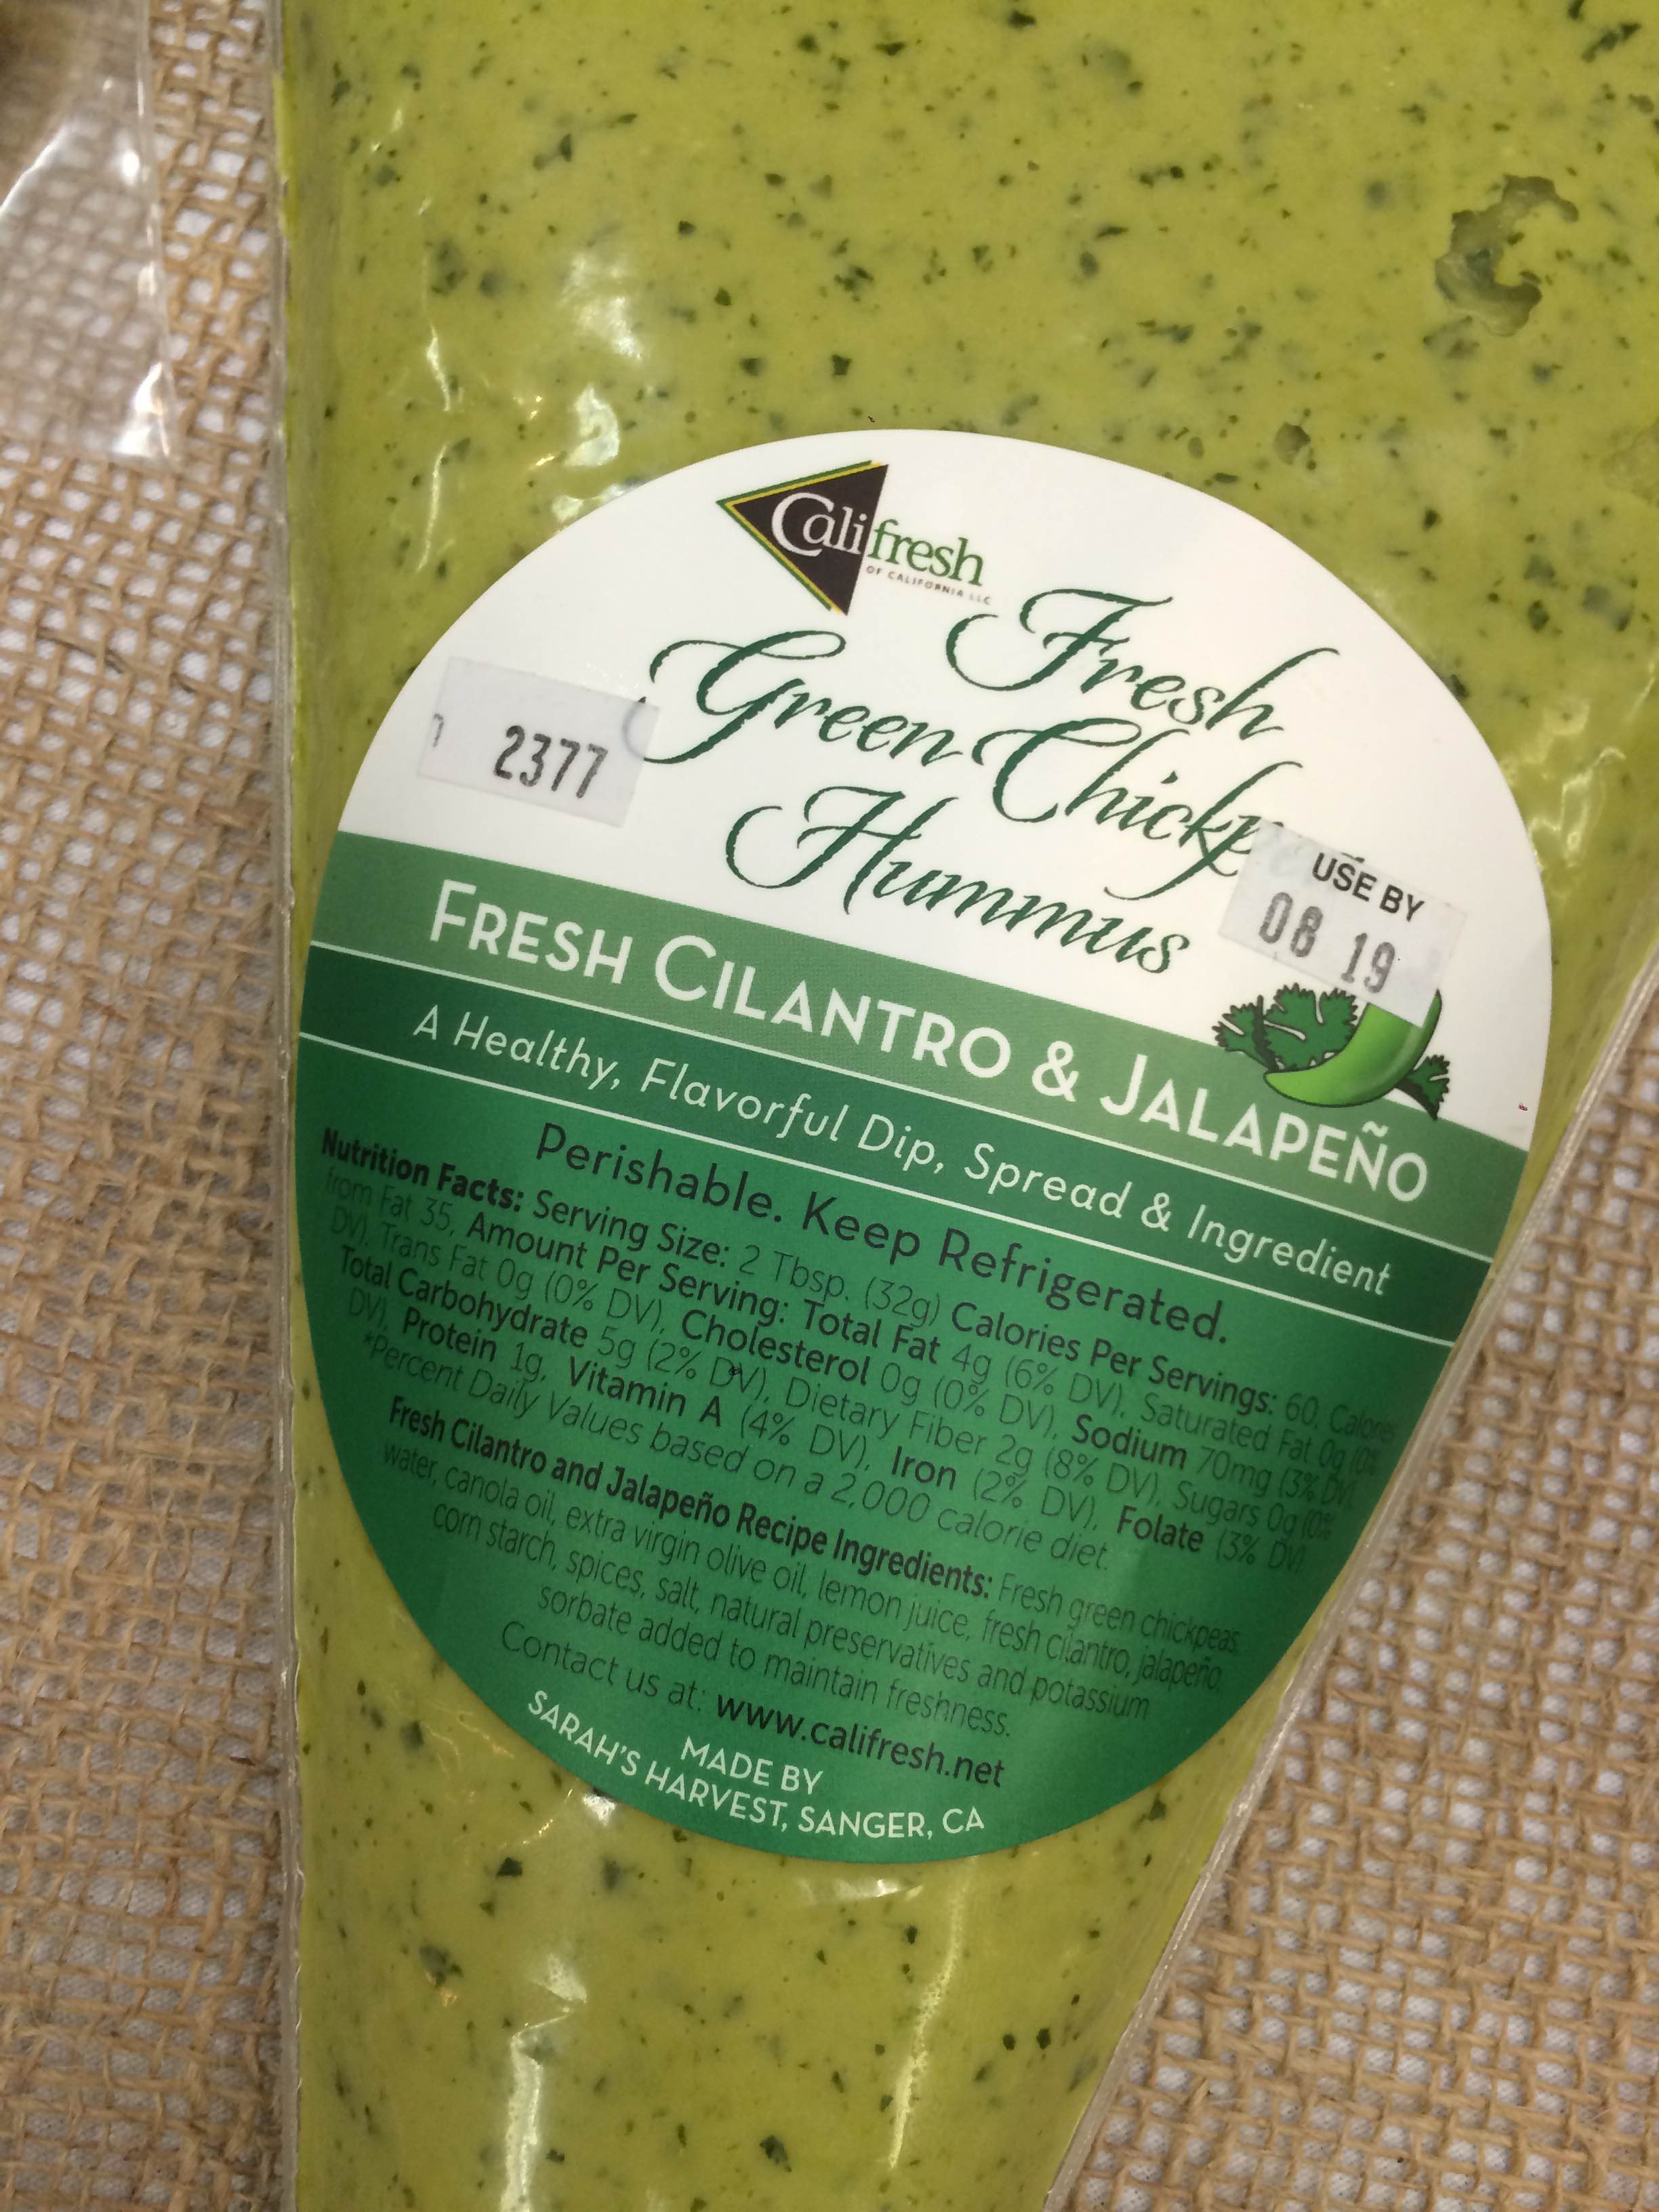 Califresh
OF CALIFORNIA LLC
Fresh
Green Chickp
Hummus
2377
USE BY
08 19
FRESH CILANTRO & JALAPEÑO
A Healthy, Flavorful Dip, Spread & Ingredient
Perishable. Keep Refrigerated.
Nutrition Facts: Serving Size: 2 Tbsp. (32g) Calories Per Servings: 60, Calories
from Fat 35, Amount Per Serving: Total Fat 4g (6% DV), Saturated Fat 0g (0%
DV), Trans Fat 0g (0% DV), Cholesterol 0g (0% DV), Sodium 70mg (3% DV),
Total Carbohydrate 5g (2% DV), Dietary Fiber 2g (8% DV), Sugars 0g (0%
DV), Protein 1g, Vitamin A (4% DV), Iron (2% DV), Folate (3% DV).
*Percent Daily Values based on a 2,000 calorie diet.
Fresh Cilantro and Jalapeño Recipe Ingredients: Fresh green chickpeas,
water, canola oil, extra virgin olive oil, lemon juice, fresh cilantro, jalapeño,
corn starch, spices, salt, natural preservatives and potassium
sorbate added to maintain freshness.
Contact us at: www.califresh.net
MADE BY
SARAH'S HARVEST, SANGER, CA